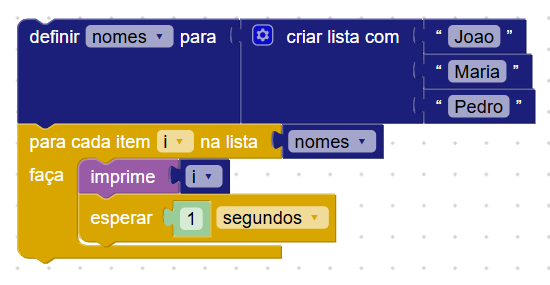 definir nomes para criar lista com “ Joao ”
“ Maria ”
“ Pedro ”
para cada item i na lista nomes
faça imprime i
esperar 1 segundos